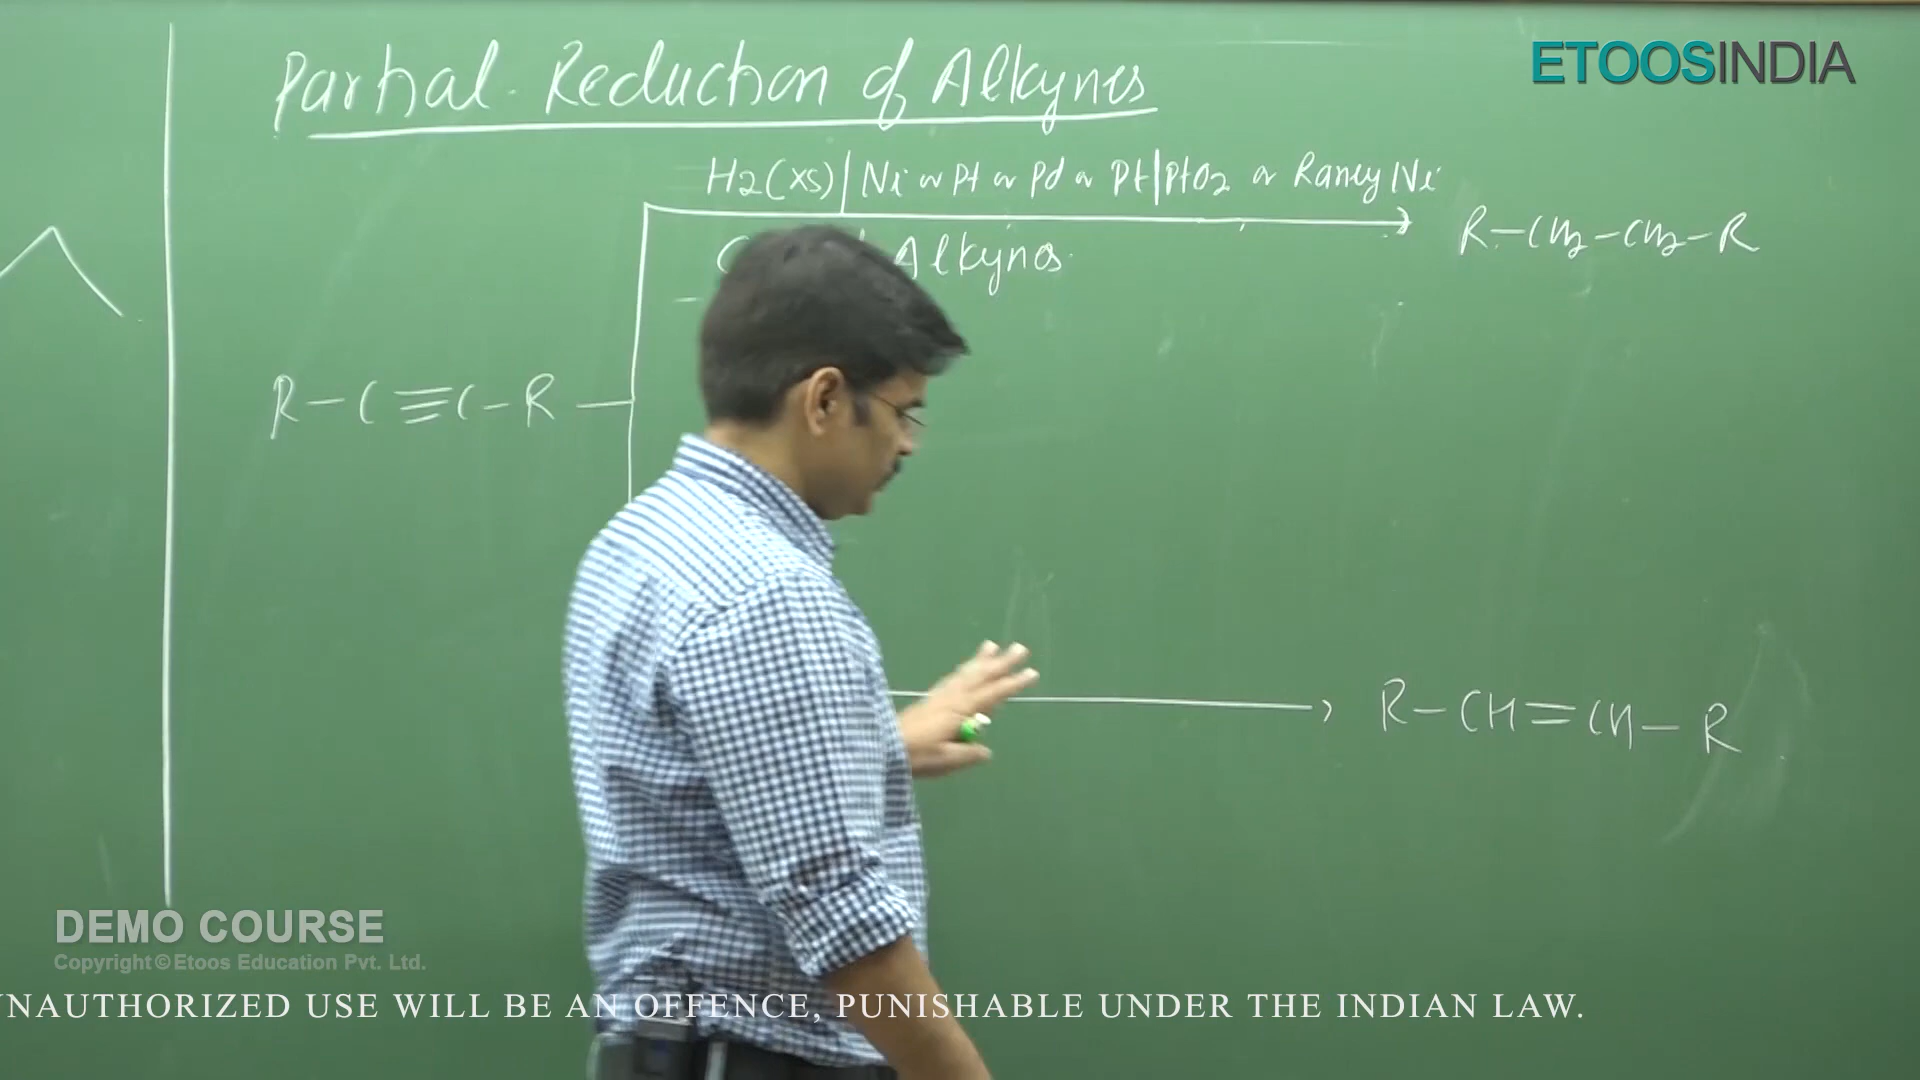 ETOOSINDIA
Partial Reduction of Alkynes
H2(xs)|Ni or Pt or Pd or Pt|PtO2 or Raney Ni
R-CH2-CH2-R
Alkynes
R-C≡C-R
R-CH=CH-R
DEMO COURSE
Copyright © Etoos Education Pvt. Ltd.
UNAUTHORIZED USE WILL BE AN OFFENCE, PUNISHABLE UNDER THE INDIAN LAW.